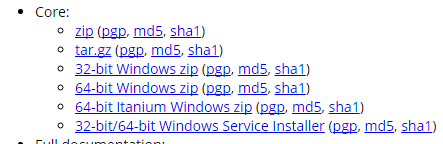 Core:
zip (pgp, md5, sha1)
tar.gz (pgp, md5, sha1)
32-bit Windows zip (pgp, md5, sha1)
64-bit Windows zip (pgp, md5, sha1)
64-bit Itanium Windows zip (pgp, md5, sha1)
32-bit/64-bit Windows Service Installer (pgp, md5, sha1)
Full documentation: